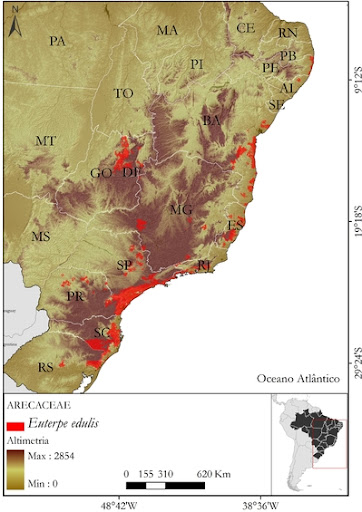 N
PA
MA
CE
RN
PB
PE
PI
AL
SE
TO
BA
MT
GO
DF
MG
ES
MS
SP
RJ
PR
SC
RS
9°12'S
19°18'S
29°24'S
Oceano Atlântico
ARECACEAE
Euterpe edulis
Altimetria
Max : 2854
Min : 0
0 155 310 620 Km
48°42'W
38°36'W